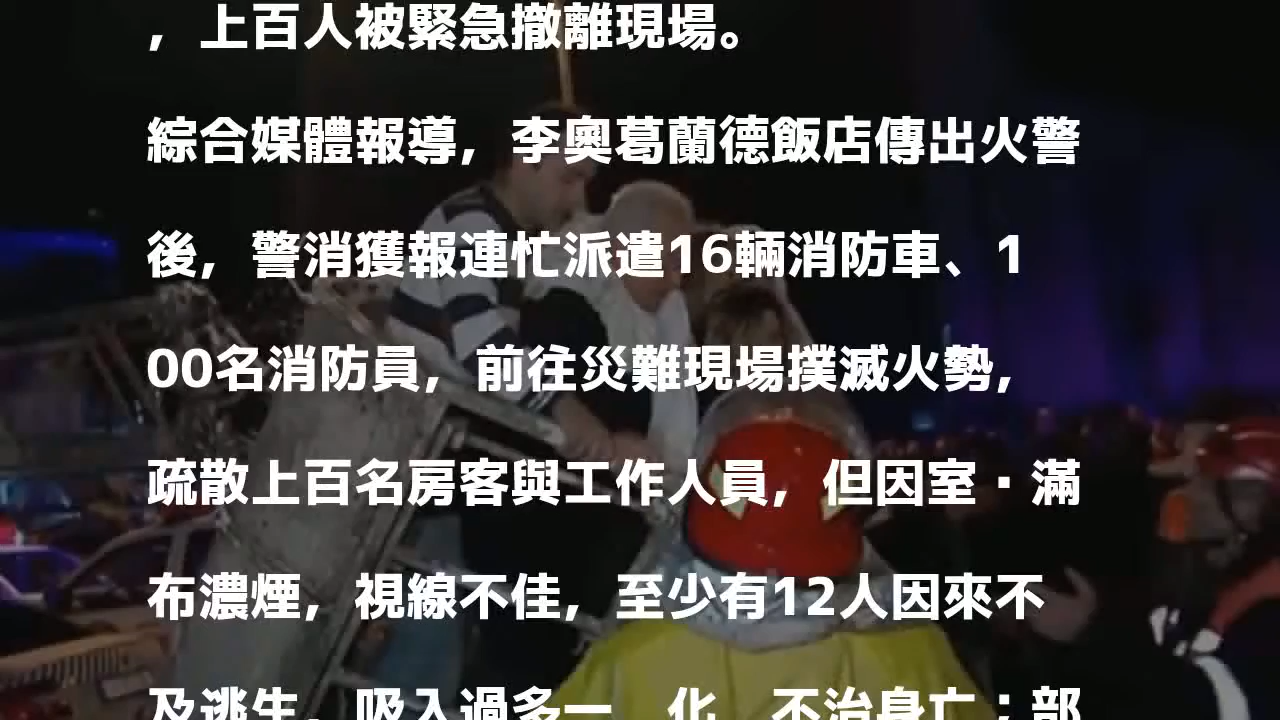 ，上百人被緊急撤離現場。
綜合媒體報導，李奧葛蘭德飯店傳出火警
後，警消獲報連忙派遣16輛消防車、1
00名消防員，前往災難現場撲滅火勢，
疏散上百名房客與工作人員，但因室·滿
布濃煙，視線不佳，至少有12人因來不
及逃生，吸入過多一　化　不治身亡；部